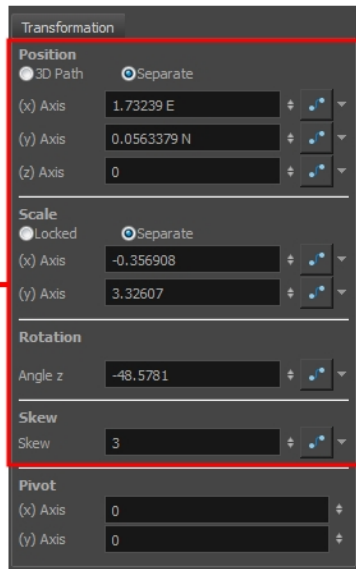 Transformation
Position
3D Path Separate
(x) Axis 1.73239 E
(y) Axis 0.0563379 N
(z) Axis 0
Scale
Locked Separate
(x) Axis -0.356908
(y) Axis 3.32607
Rotation
Angle z -48.5781
Skew
Skew 3
Pivot
(x) Axis 0
(y) Axis 0